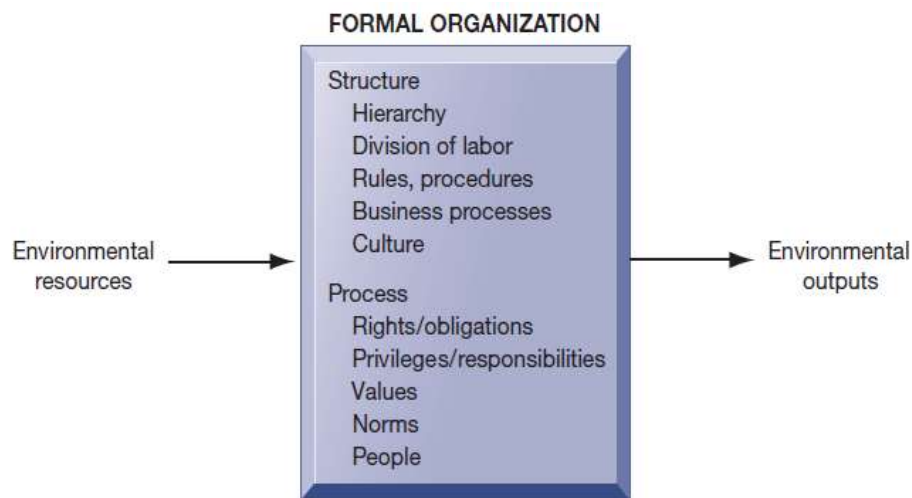 FORMAL ORGANIZATION
Structure
Hierarchy
Division of labor
Rules, procedures
Business processes
Culture
Environmental
resources
Environmental
outputs
Process
Rights/obligations
Privileges/responsibilities
Values
Norms
People